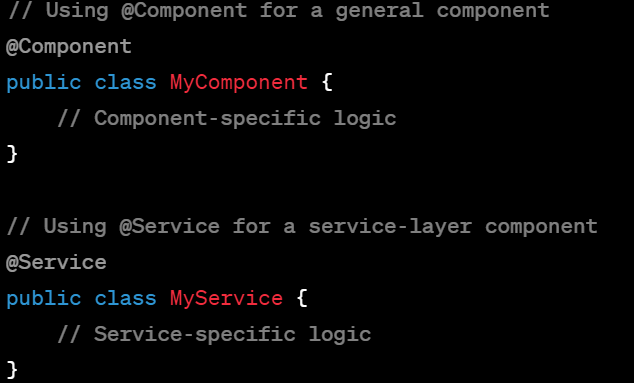 // Using @Component for a general component
@Component
public class MyComponent {
    // Component-specific logic
}

// Using @Service for a service-layer component
@Service
public class MyService {
    // Service-specific logic
}